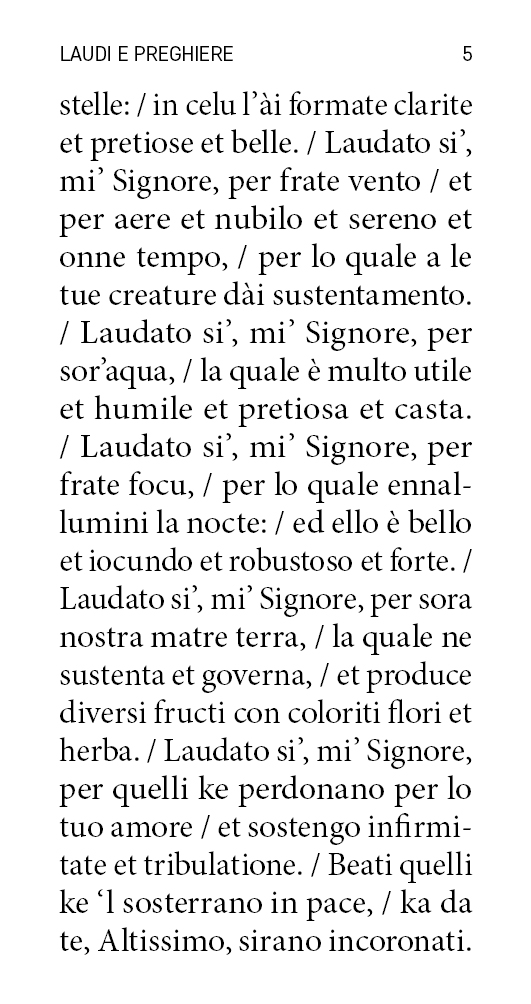 LAUDI E PREGHIERE 5
stelle: / in celu l’ài formate clarite
et pretiose et belle. / Laudato si’,
mi’ Signore, per frate vento / et
per aere et nubilo et sereno et
onne tempo, / per lo quale a le
tue creature dài sustentamento.
/ Laudato si’, mi’ Signore, per
sor’aqua, / la quale è multo utile
et humile et pretiosa et casta.
/ Laudato si’, mi’ Signore, per
frate focu, / per lo quale ennal-
lumini la nocte: / ed ello è bello
et iocundo et robustoso et forte. /
Laudato si’, mi’ Signore, per sora
nostra matre terra, / la quale ne
sustenta et governa, / et produce
diversi fructi con coloriti flori et
herba. / Laudato si’, mi’ Signore,
per quelli ke perdonano per lo
tuo amore / et sostengo infirmi-
tate et tribulatione. / Beati quelli
ke ‘l sosterrano in pace, / ka da
te, Altissimo, sirano incoronati.